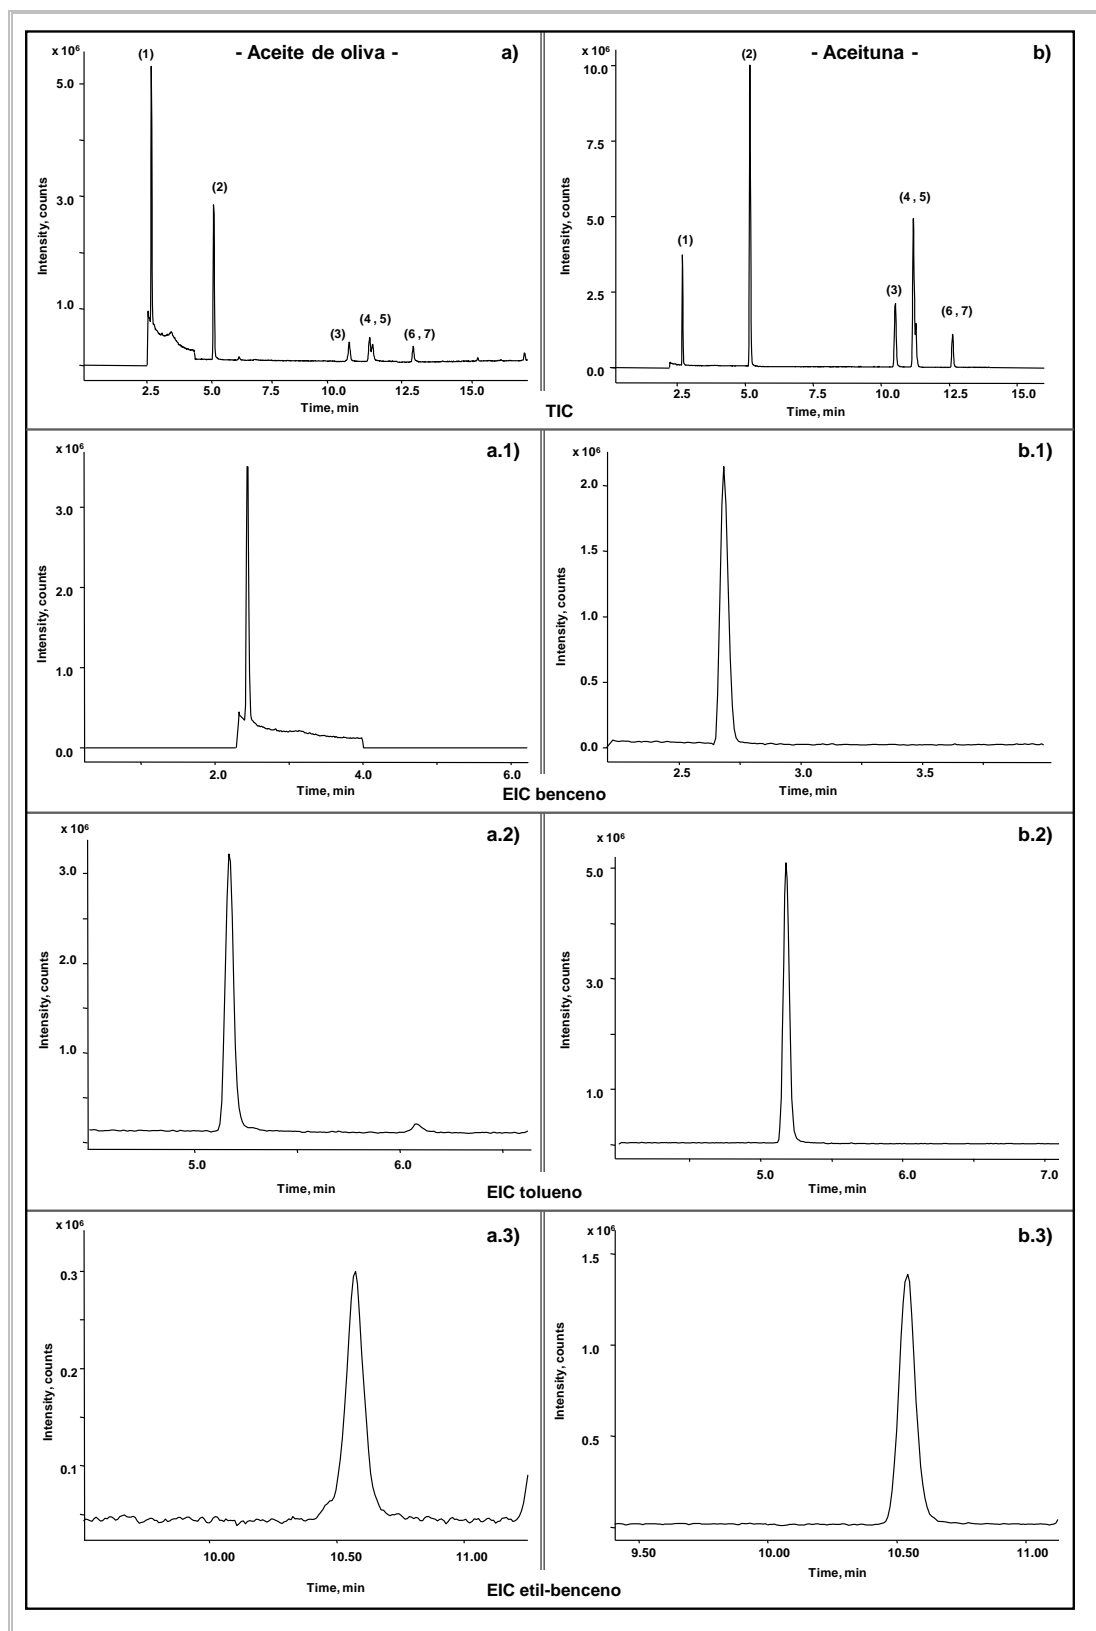 - Aceite de oliva -
a)
x 10⁶
(1)
5.0
3.0
1.0
(2)
(3)
(4 , 5)
(6 , 7)
Intensity, counts
2.5
5.0
7.5
10.0
12.5
15.0
Time, min
- Aceituna -
b)
x 10⁶
(2)
10.0
7.5
5.0
2.5
0.0
(1)
(3)
(4 , 5)
(6 , 7)
Intensity, counts
2.5
5.0
7.5
10.0
12.5
15.0
Time, min
TIC
a.1)
x 10⁶
3.0
2.0
1.0
0.0
Intensity, counts
2.0
4.0
6.0
Time, min
b.1)
x 10⁶
2.0
1.5
1.0
0.5
0.0
Intensity, counts
2.5
3.0
3.5
Time, min
EIC benceno
a.2)
x 10⁶
3.0
2.0
1.0
Intensity, counts
5.0
6.0
Time, min
b.2)
x 10⁶
5.0
3.0
1.0
Intensity, counts
5.0
6.0
7.0
Time, min
EIC tolueno
a.3)
x 10⁶
0.3
0.2
0.1
Intensity, counts
10.00
10.50
11.00
Time, min
b.3)
x 10⁶
1.5
1.0
0.5
Intensity, counts
9.50
10.00
10.50
11.00
Time, min
EIC etil-benceno